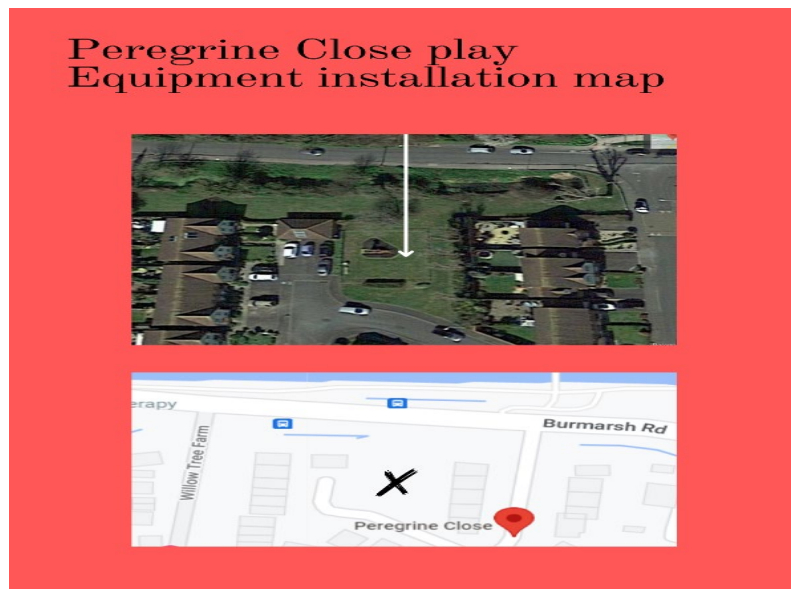 Peregrine Close play
Equipment installation map
erapy
Burmarsh Rd
Willow Tree Farm
Peregrine Close